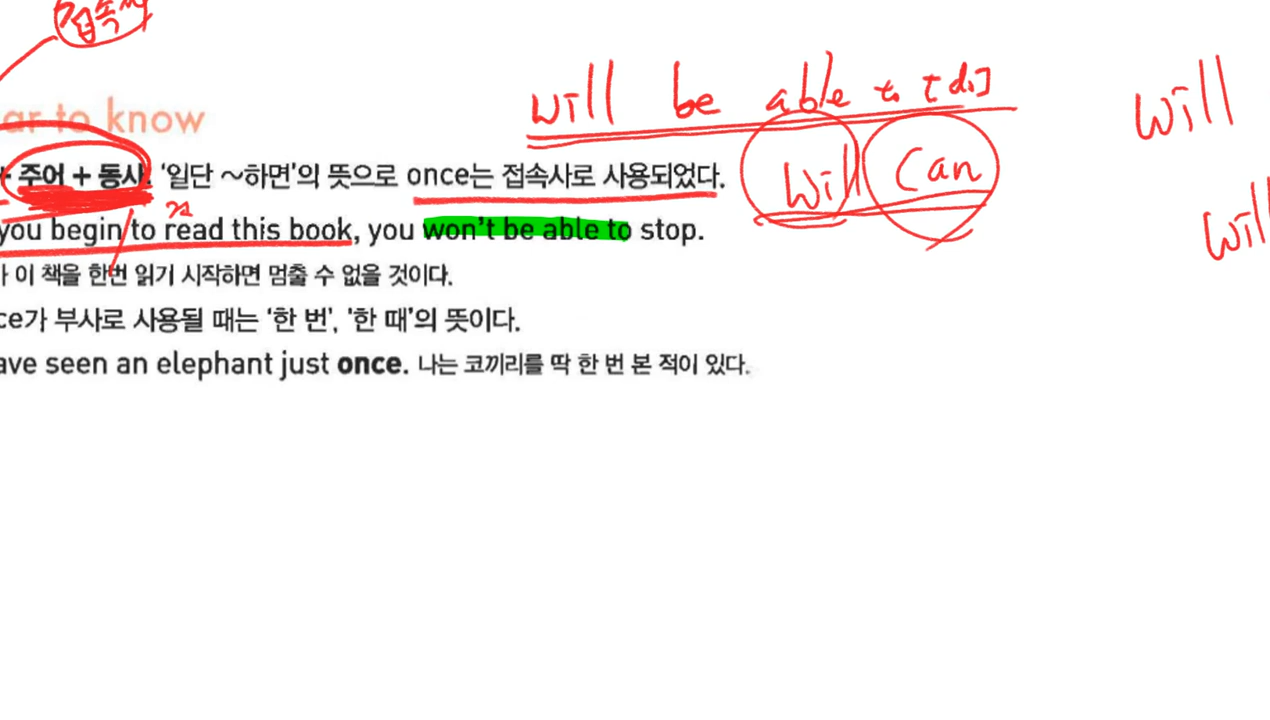 접속사
will be able to [do]
will
ar to know
+ 주어 + 동사. '일단 ~하면'의 뜻으로 once는 접속사로 사용되었다.
will can
you begin to read this book, you won't be able to stop.
will
이 책을 한번 읽기 시작하면 멈출 수 없을 것이다.
ce가 부사로 사용될 때는 '한 번', '한 때'의 뜻이다.
ave seen an elephant just once. 나는 코끼리를 딱 한 번 본 적이 있다.